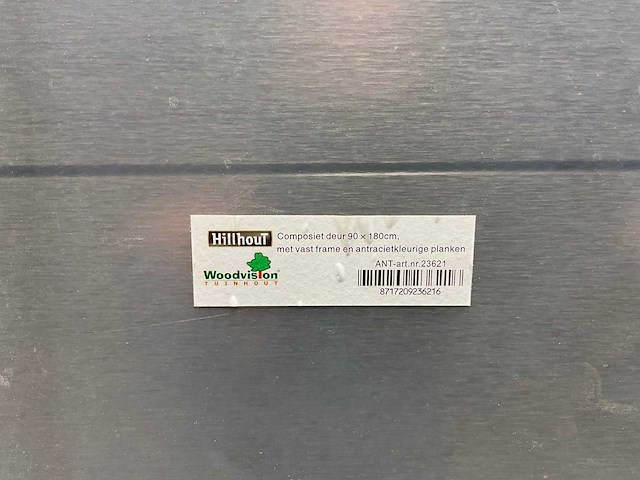 HillhouT
Composiet deur 90 x 180cm,
met vast frame en antracietkleurige planken
ANT-art.nr.23621
Woodvision®
TUINHOUT
8717209236216